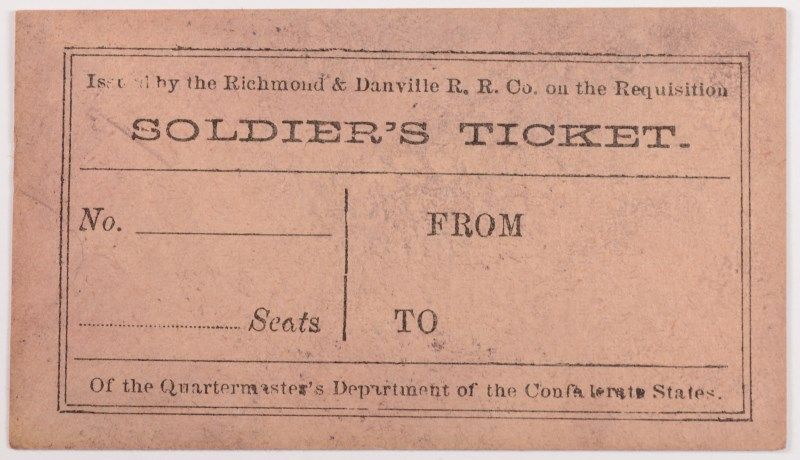 Issued by the Richmond & Danville R. R. Co. on the Requisition
SOLDIER'S TICKET.
No.
FROM
Seats
TO
Of the Quartermaster's Department of the Confederate States.